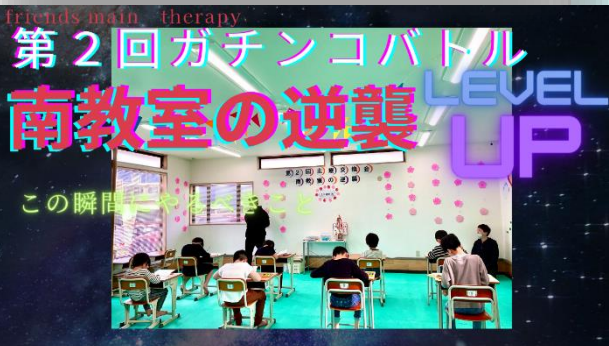 friends main therapy
第２回ガチンコバトル
南教室の逆襲
LEVEL
UP
この瞬間にやるべきこと